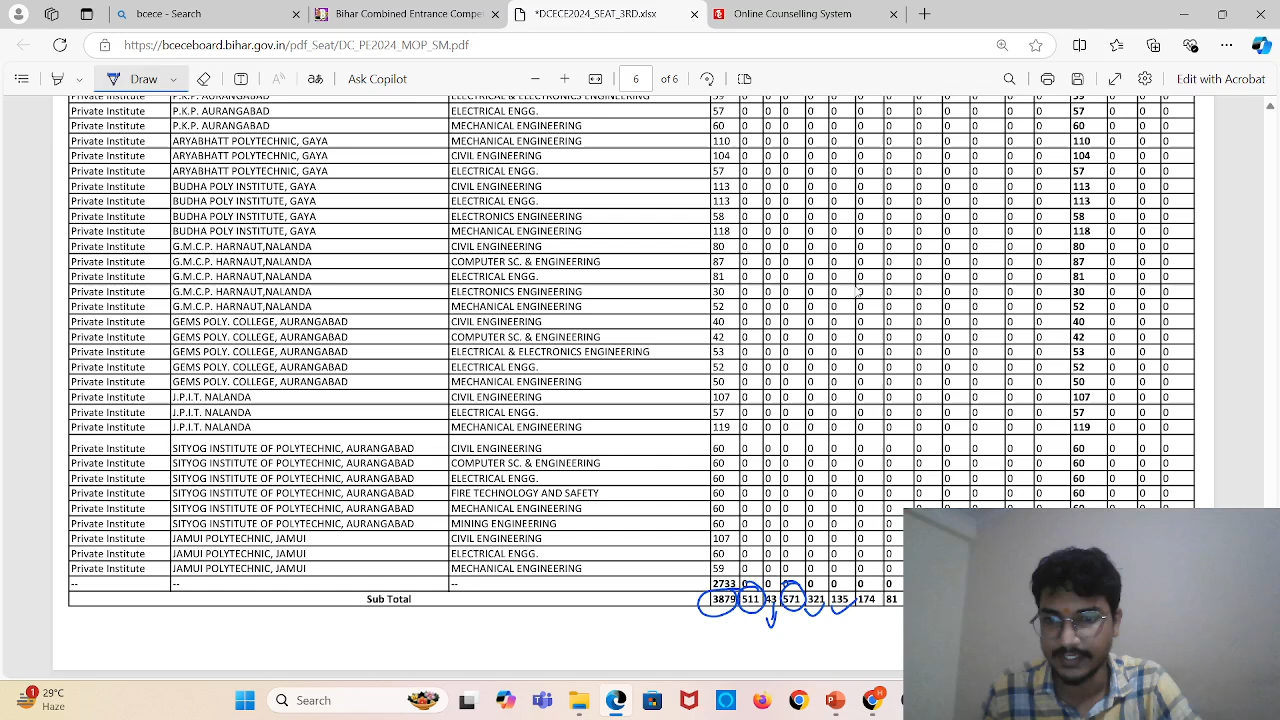 bcece - Search
Bihar Combined Entrance Compet
*DCECE2024_SEAT_3RD.xlsx
Online Counselling System
https://bceceboard.bihar.gov.in/pdf_Seat/DC_PE2024_MOP_SM.pdf
Draw Ask Copilot 6 of 6 Edit with Acrobat
Private Institute P.K.P. AURANGABAD ELECTRICAL & ELECTRONICS ENGINEERING 59 0 0 0 0 0 0 0 0 0 0 0 0 59 0 0 0
Private Institute P.K.P. AURANGABAD ELECTRICAL ENGG. 57 0 0 0 0 0 0 0 0 0 0 0 0 57 0 0 0
Private Institute P.K.P. AURANGABAD MECHANICAL ENGINEERING 60 0 0 0 0 0 0 0 0 0 0 0 0 60 0 0 0
Private Institute ARYABHATT POLYTECHNIC, GAYA MECHANICAL ENGINEERING 110 0 0 0 0 0 0 0 0 0 0 0 0 110 0 0 0
Private Institute ARYABHATT POLYTECHNIC, GAYA CIVIL ENGINEERING 104 0 0 0 0 0 0 0 0 0 0 0 0 104 0 0 0
Private Institute ARYABHATT POLYTECHNIC, GAYA ELECTRICAL ENGG. 57 0 0 0 0 0 0 0 0 0 0 0 0 57 0 0 0
Private Institute BUDHA POLY INSTITUTE, GAYA CIVIL ENGINEERING 113 0 0 0 0 0 0 0 0 0 0 0 0 113 0 0 0
Private Institute BUDHA POLY INSTITUTE, GAYA ELECTRICAL ENGG. 113 0 0 0 0 0 0 0 0 0 0 0 0 113 0 0 0
Private Institute BUDHA POLY INSTITUTE, GAYA ELECTRONICS ENGINEERING 58 0 0 0 0 0 0 0 0 0 0 0 0 58 0 0 0
Private Institute BUDHA POLY INSTITUTE, GAYA MECHANICAL ENGINEERING 118 0 0 0 0 0 0 0 0 0 0 0 0 118 0 0 0
Private Institute G.M.C.P. HARNAUT,NALANDA CIVIL ENGINEERING 80 0 0 0 0 0 0 0 0 0 0 0 0 80 0 0 0
Private Institute G.M.C.P. HARNAUT,NALANDA COMPUTER SC. & ENGINEERING 87 0 0 0 0 0 0 0 0 0 0 0 0 87 0 0 0
Private Institute G.M.C.P. HARNAUT,NALANDA ELECTRICAL ENGG. 81 0 0 0 0 0 0 0 0 0 0 0 0 81 0 0 0
Private Institute G.M.C.P. HARNAUT,NALANDA ELECTRONICS ENGINEERING 30 0 0 0 0 0 0 0 0 0 0 0 0 30 0 0 0
Private Institute G.M.C.P. HARNAUT,NALANDA MECHANICAL ENGINEERING 52 0 0 0 0 0 0 0 0 0 0 0 0 52 0 0 0
Private Institute GEMS POLY. COLLEGE, AURANGABAD CIVIL ENGINEERING 40 0 0 0 0 0 0 0 0 0 0 0 0 40 0 0 0
Private Institute GEMS POLY. COLLEGE, AURANGABAD COMPUTER SC. & ENGINEERING 42 0 0 0 0 0 0 0 0 0 0 0 0 42 0 0 0
Private Institute GEMS POLY. COLLEGE, AURANGABAD ELECTRICAL & ELECTRONICS ENGINEERING 53 0 0 0 0 0 0 0 0 0 0 0 0 53 0 0 0
Private Institute GEMS POLY. COLLEGE, AURANGABAD ELECTRICAL ENGG. 52 0 0 0 0 0 0 0 0 0 0 0 0 52 0 0 0
Private Institute GEMS POLY. COLLEGE, AURANGABAD MECHANICAL ENGINEERING 50 0 0 0 0 0 0 0 0 0 0 0 0 50 0 0 0
Private Institute J.P.I.T. NALANDA CIVIL ENGINEERING 107 0 0 0 0 0 0 0 0 0 0 0 0 107 0 0 0
Private Institute J.P.I.T. NALANDA ELECTRICAL ENGG. 57 0 0 0 0 0 0 0 0 0 0 0 0 57 0 0 0
Private Institute J.P.I.T. NALANDA MECHANICAL ENGINEERING 119 0 0 0 0 0 0 0 0 0 0 0 0 119 0 0 0
Private Institute SITYOG INSTITUTE OF POLYTECHNIC, AURANGABAD CIVIL ENGINEERING 60 0 0 0 0 0 0 0 0 0 0 0 0 60 0 0 0
Private Institute SITYOG INSTITUTE OF POLYTECHNIC, AURANGABAD COMPUTER SC. & ENGINEERING 60 0 0 0 0 0 0 0 0 0 0 0 0 60 0 0 0
Private Institute SITYOG INSTITUTE OF POLYTECHNIC, AURANGABAD ELECTRICAL ENGG. 60 0 0 0 0 0 0 0 0 0 0 0 0 60 0 0 0
Private Institute SITYOG INSTITUTE OF POLYTECHNIC, AURANGABAD FIRE TECHNOLOGY AND SAFETY 60 0 0 0 0 0 0 0 0 0 0 0 0 60 0 0 0
Private Institute SITYOG INSTITUTE OF POLYTECHNIC, AURANGABAD MECHANICAL ENGINEERING 60 0 0 0 0 0 0 0
Private Institute SITYOG INSTITUTE OF POLYTECHNIC, AURANGABAD MINING ENGINEERING 60 0 0 0 0 0 0 0
Private Institute JAMUI POLYTECHNIC, JAMUI CIVIL ENGINEERING 107 0 0 0 0 0 0 0
Private Institute JAMUI POLYTECHNIC, JAMUI ELECTRICAL ENGG. 60 0 0 0 0 0 0 0
Private Institute JAMUI POLYTECHNIC, JAMUI MECHANICAL ENGINEERING 59 0 0 0 0 0 0 0
-- -- -- 2733 0 0 0 0 0 0 0
Sub Total 3879 511 43 571 321 135 174 81
1
29°C
Haze
Search